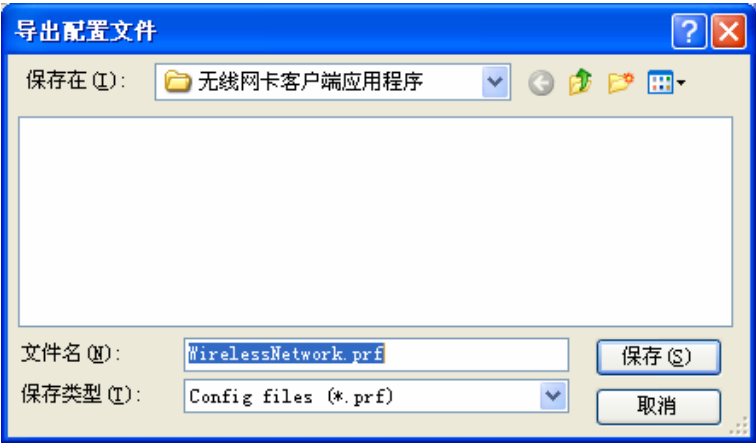 导出配置文件
保存在(I): 无线网卡客户端应用程序
文件名(N): WirelessNetwork.prf 保存(S)
保存类型(T): Config files (*.prf) 取消